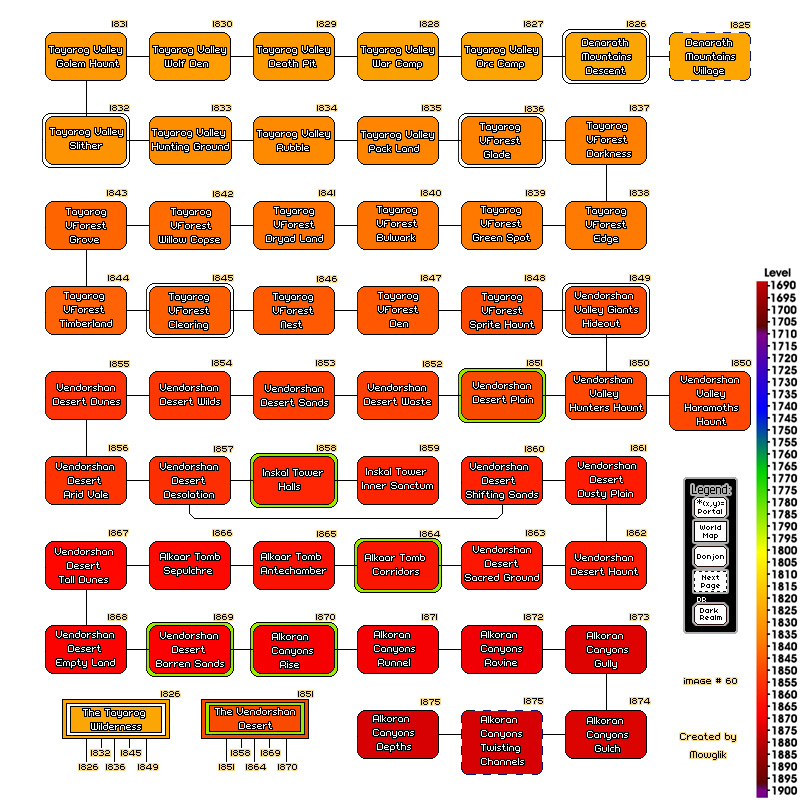 1831 1830 1829 1828 1827 1826 1825
Tayarog Valley
Golem Haunt
Tayarog Valley
Wolf Den
Tayarog Valley
Death Pit
Tayarog Valley
War Camp
Tayarog Valley
Orc Camp
Denarath
Mountains
Descent
Denarath
Mountains
Village
1832 1833 1834 1835 1836 1837
Tayarog Valley
Slither
Tayarog Valley
Hunting Ground
Tayarog Valley
Rubble
Tayarog Valley
Pack Land
Tayarog
VForest
Glade
Tayarog
VForest
Darkness
1843 1842 1841 1840 1839 1838
Tayarog
VForest
Grove
Tayarog
VForest
Willow Copse
Tayarog
VForest
Dryad Land
Tayarog
VForest
Bulwark
Tayarog
VForest
Green Spot
Tayarog
VForest
Edge
1844 1845 1846 1847 1848 1849
Tayarog
VForest
Timberland
Tayarog
VForest
Clearing
Tayarog
VForest
Nest
Tayarog
VForest
Den
Tayarog
VForest
Sprite Haunt
Vendorshan
Valley Giants
Hideout
1855 1854 1853 1852 1851 1850 1850
Vendorshan
Desert Dunes
Vendorshan
Desert Wilds
Vendorshan
Desert Sands
Vendorshan
Desert Waste
Vendorshan
Desert Plain
Vendorshan
Valley
Hunters Haunt
Vendorshan
Valley
Haramoths
Haunt
1856 1857 1858 1859 1860 1861
Vendorshan
Desert
Arid Vale
Vendorshan
Desert
Desolation
Inskal Tower
Halls
Inskal Tower
Inner Sanctum
Vendorshan
Desert
Shifting Sands
Vendorshan
Desert
Dusty Plain
1867 1866 1865 1864 1863 1862
Vendorshan
Desert
Tall Dunes
Alkaar Tomb
Sepulchre
Alkaar Tomb
Antechamber
Alkaar Tomb
Corridors
Vendorshan
Desert
Sacred Ground
Vendorshan
Desert Haunt
1868 1869 1870 1871 1872 1873
Vendorshan
Desert
Empty Land
Vendorshan
Desert
Barren Sands
Alkoran
Canyons
Rise
Alkoran
Canyons
Runnel
Alkoran
Canyons
Ravine
Alkoran
Canyons
Gully
1826 1851 1875 1875 1874
The Tayarog
Wilderness
1832 1845
1826 1836 1849
The Vendorshan
Desert
1858 1869
1851 1864 1870
Alkoran
Canyons
Depths
Alkoran
Canyons
Twisting
Channels
Alkoran
Canyons
Gulch
Level
1690
1695
1700
1705
1710
1715
1720
1725
1730
1735
1740
1745
1750
1755
1760
1765
1770
1775
1780
1785
1790
1795
1800
1805
1810
1815
1820
1825
1830
1835
1840
1845
1850
1855
1860
1865
1870
1875
1880
1885
1890
1895
1900
Legend:
*(x,y)=
Portal
World
Map
Donjon
Next
Page
DR
Dark
Realm
image # 60
Created by
Mowglik